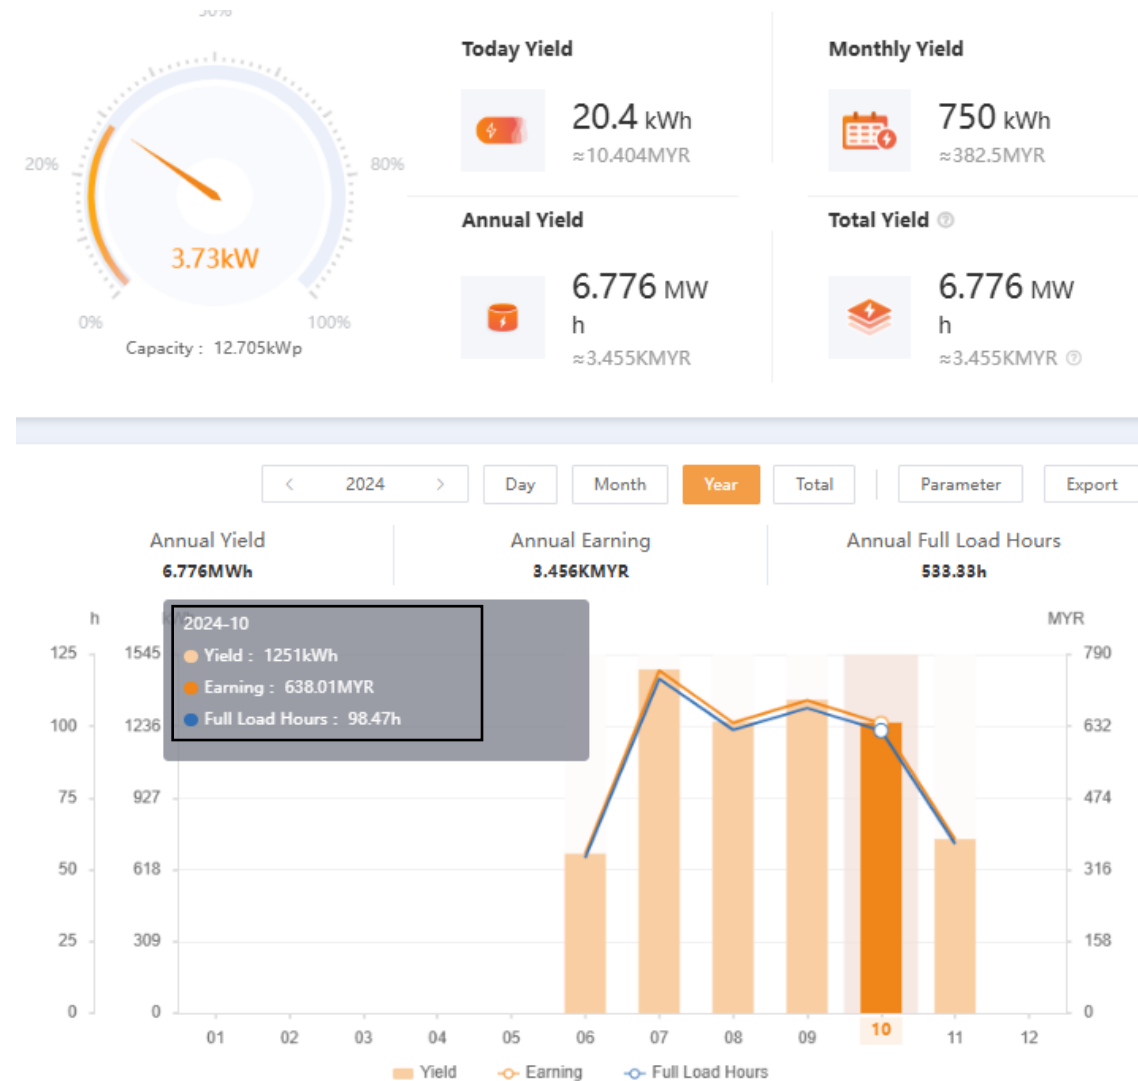 50%
20%
80%
3.73kW
0%
100%
Capacity : 12.705kWp
Today Yield
20.4 kWh
≈10.404MYR
Monthly Yield
750 kWh
≈382.5MYR
Annual Yield
6.776 MW
h
≈3.455KMYR
Total Yield
6.776 MW
h
≈3.455KMYR
< 2024 >
Day
Month
Year
Total
Parameter
Export
Annual Yield
6.776MWh
Annual Earning
3.456KMYR
Annual Full Load Hours
533.33h
h
kWh
MYR
2024-10
Yield : 1251kWh
Earning : 638.01MYR
Full Load Hours : 98.47h
125 1545 790
100 1236 632
75 927 474
50 618 316
25 309 158
0 0 0
01 02 03 04 05 06 07 08 09 10 11 12
Yield Earning Full Load Hours